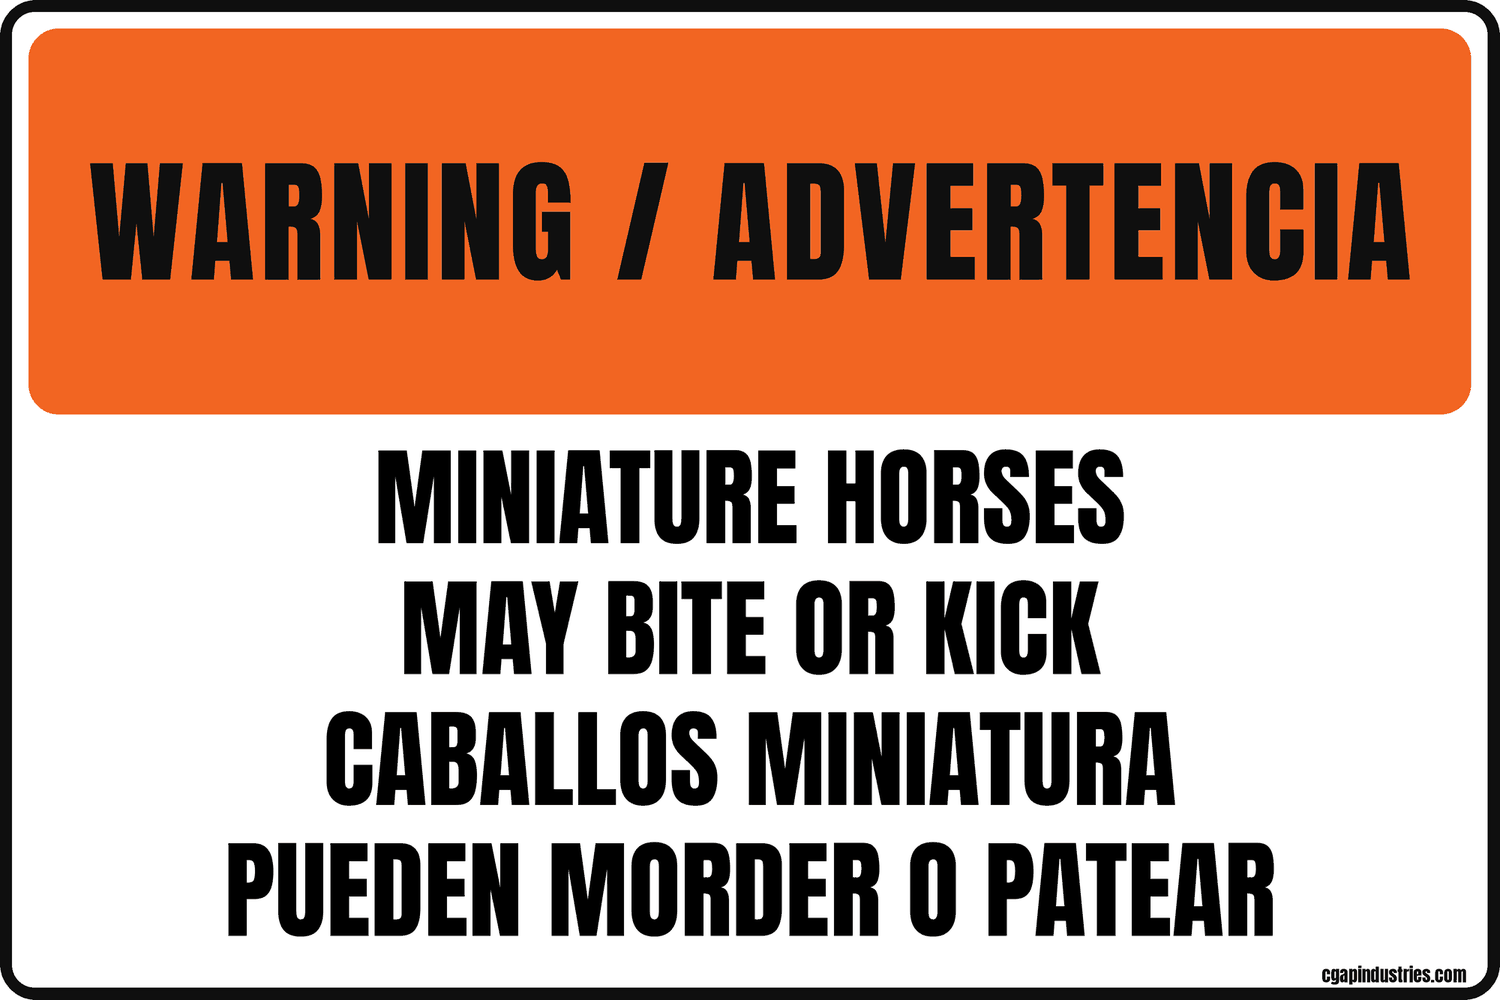 WARNING / ADVERTENCIA
MINIATURE HORSES
MAY BITE OR KICK
CABALLOS MINIATURA
PUEDEN MORDER O PATEAR
cgapindustries.com